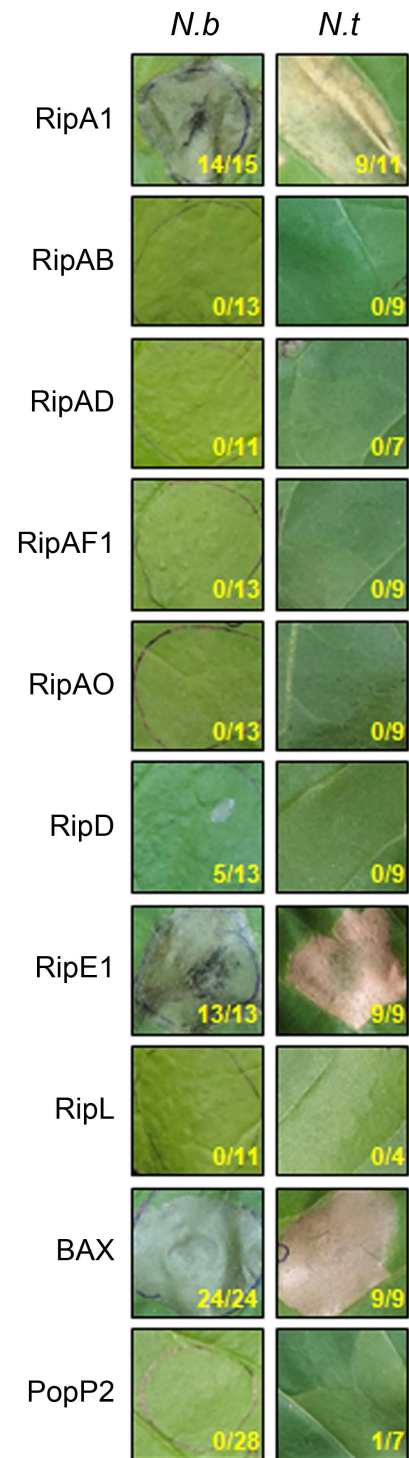 N.b N.t
RipA1 14/15 9/11
RipAB 0/13 0/9
RipAD 0/11 0/7
RipAF1 0/13 0/9
RipAO 0/13 0/9
RipD 5/13 0/9
RipE1 13/13 9/9
RipL 0/11 0/4
BAX 24/24 9/9
PopP2 0/28 1/7